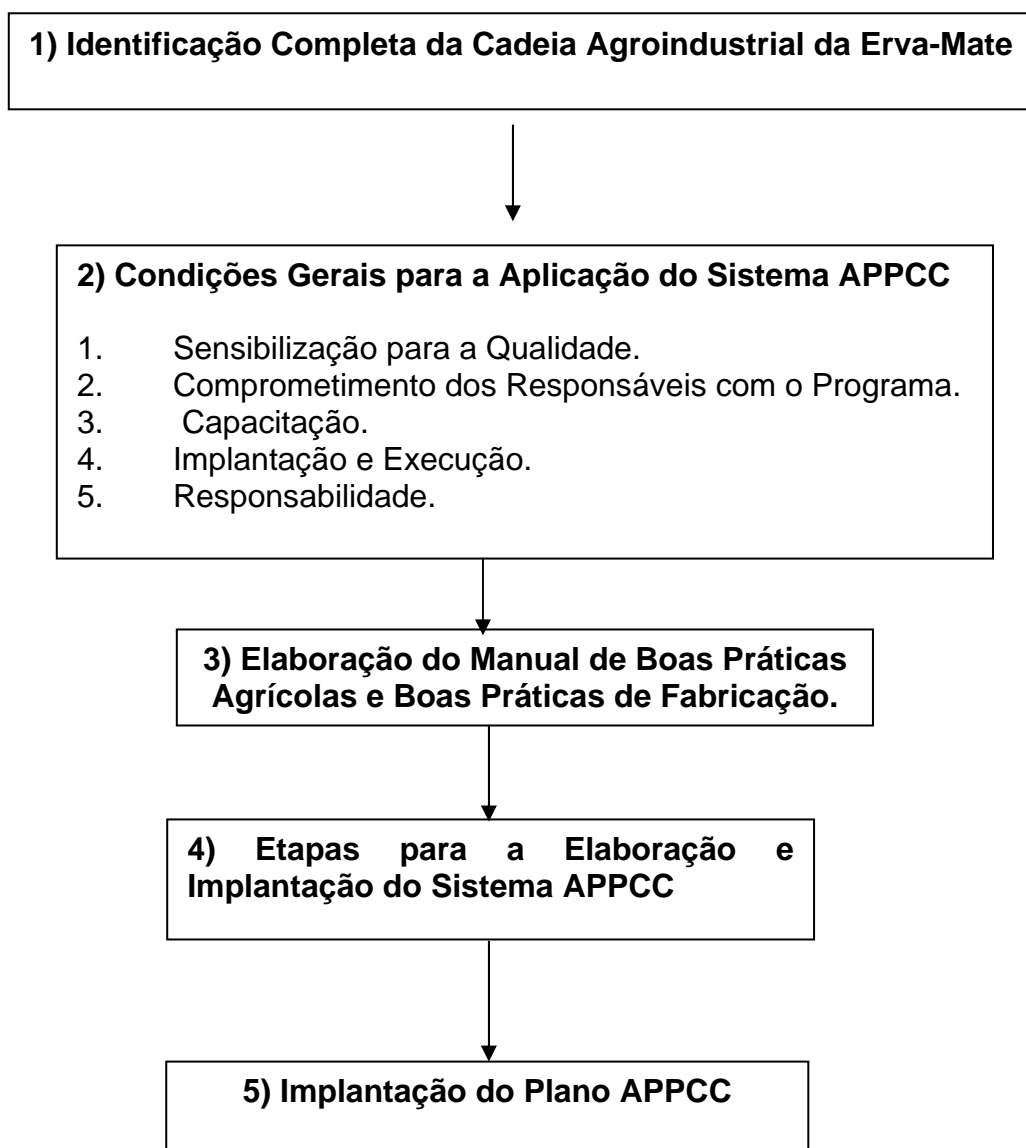 1) Identificação Completa da Cadeia Agroindustrial da Erva-Mate
2) Condições Gerais para a Aplicação do Sistema APPCC
1. Sensibilização para a Qualidade.
2. Comprometimento dos Responsáveis com o Programa.
3. Capacitação.
4. Implantação e Execução.
5. Responsabilidade.
3) Elaboração do Manual de Boas Práticas
Agrícolas e Boas Práticas de Fabricação.
4) Etapas para a Elaboração e
Implantação do Sistema APPCC
5) Implantação do Plano APPCC